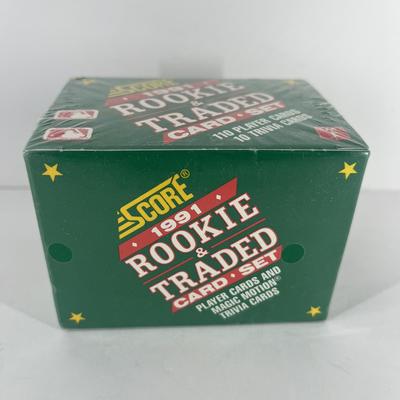 SCORE
1991
ROOKIE
&
TRADED
CARD • SET
110 PLAYER CARDS
10 TRIVIA CARDS
SCORE®
1991
ROOKIE
&
TRADED
CARD • SET
PLAYER CARDS AND
MAGIC MOTION®
TRIVIA CARDS